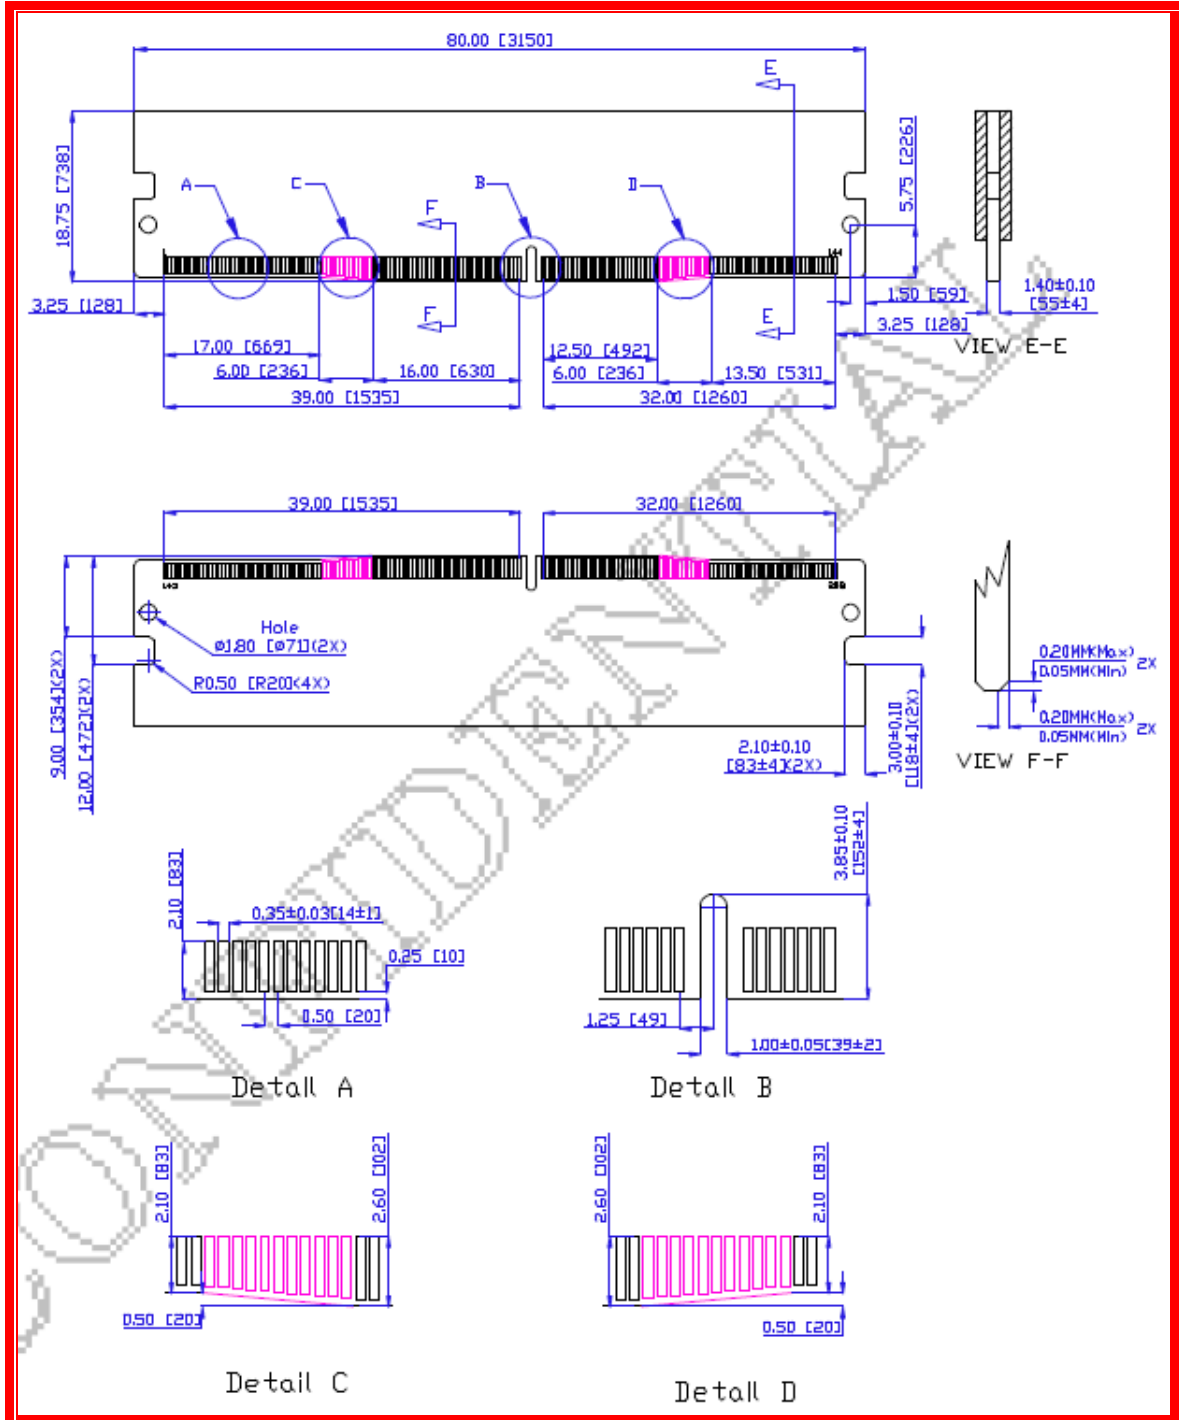 80.00 [3150]
E
18.75 [738]
A
C
B
D
F
5.75 [226]
144
3.25 [128]
F
E
1.50 [59]
1.40±0.10
[55±4]
3.25 [128]
VIEW E-E
17.00 [669]
12.50 [492]
6.00 [236]
16.00 [630]
6.00 [236]
13.50 [531]
39.00 [1535]
32.00 [1260]
39.00 [1535]
32.00 [1260]
Hole
ø1.80 [ø71](2X)
R0.50 [R20](4X)
9.00 [354](2X)
12.00 [472](2X)
2.10±0.10
[83±4](2X)
3.00±0.10
[118±4](2X)
0.20MM(Max)
0.05MM(Min)
2X
0.20MM(Max)
0.05MM(Min)
2X
VIEW F-F
2.10 [83]
0.35±0.03[14±1]
0.25 [10]
0.50 [20]
Detail A
3.85±0.10
[152±4]
1.25 [49]
1.00±0.05[39±2]
Detail B
2.10 [83]
2.60 [102]
0.50 [20]
Detail C
2.60 [102]
2.10 [83]
0.50 [20]
Detail D
CONFIDENTIAL